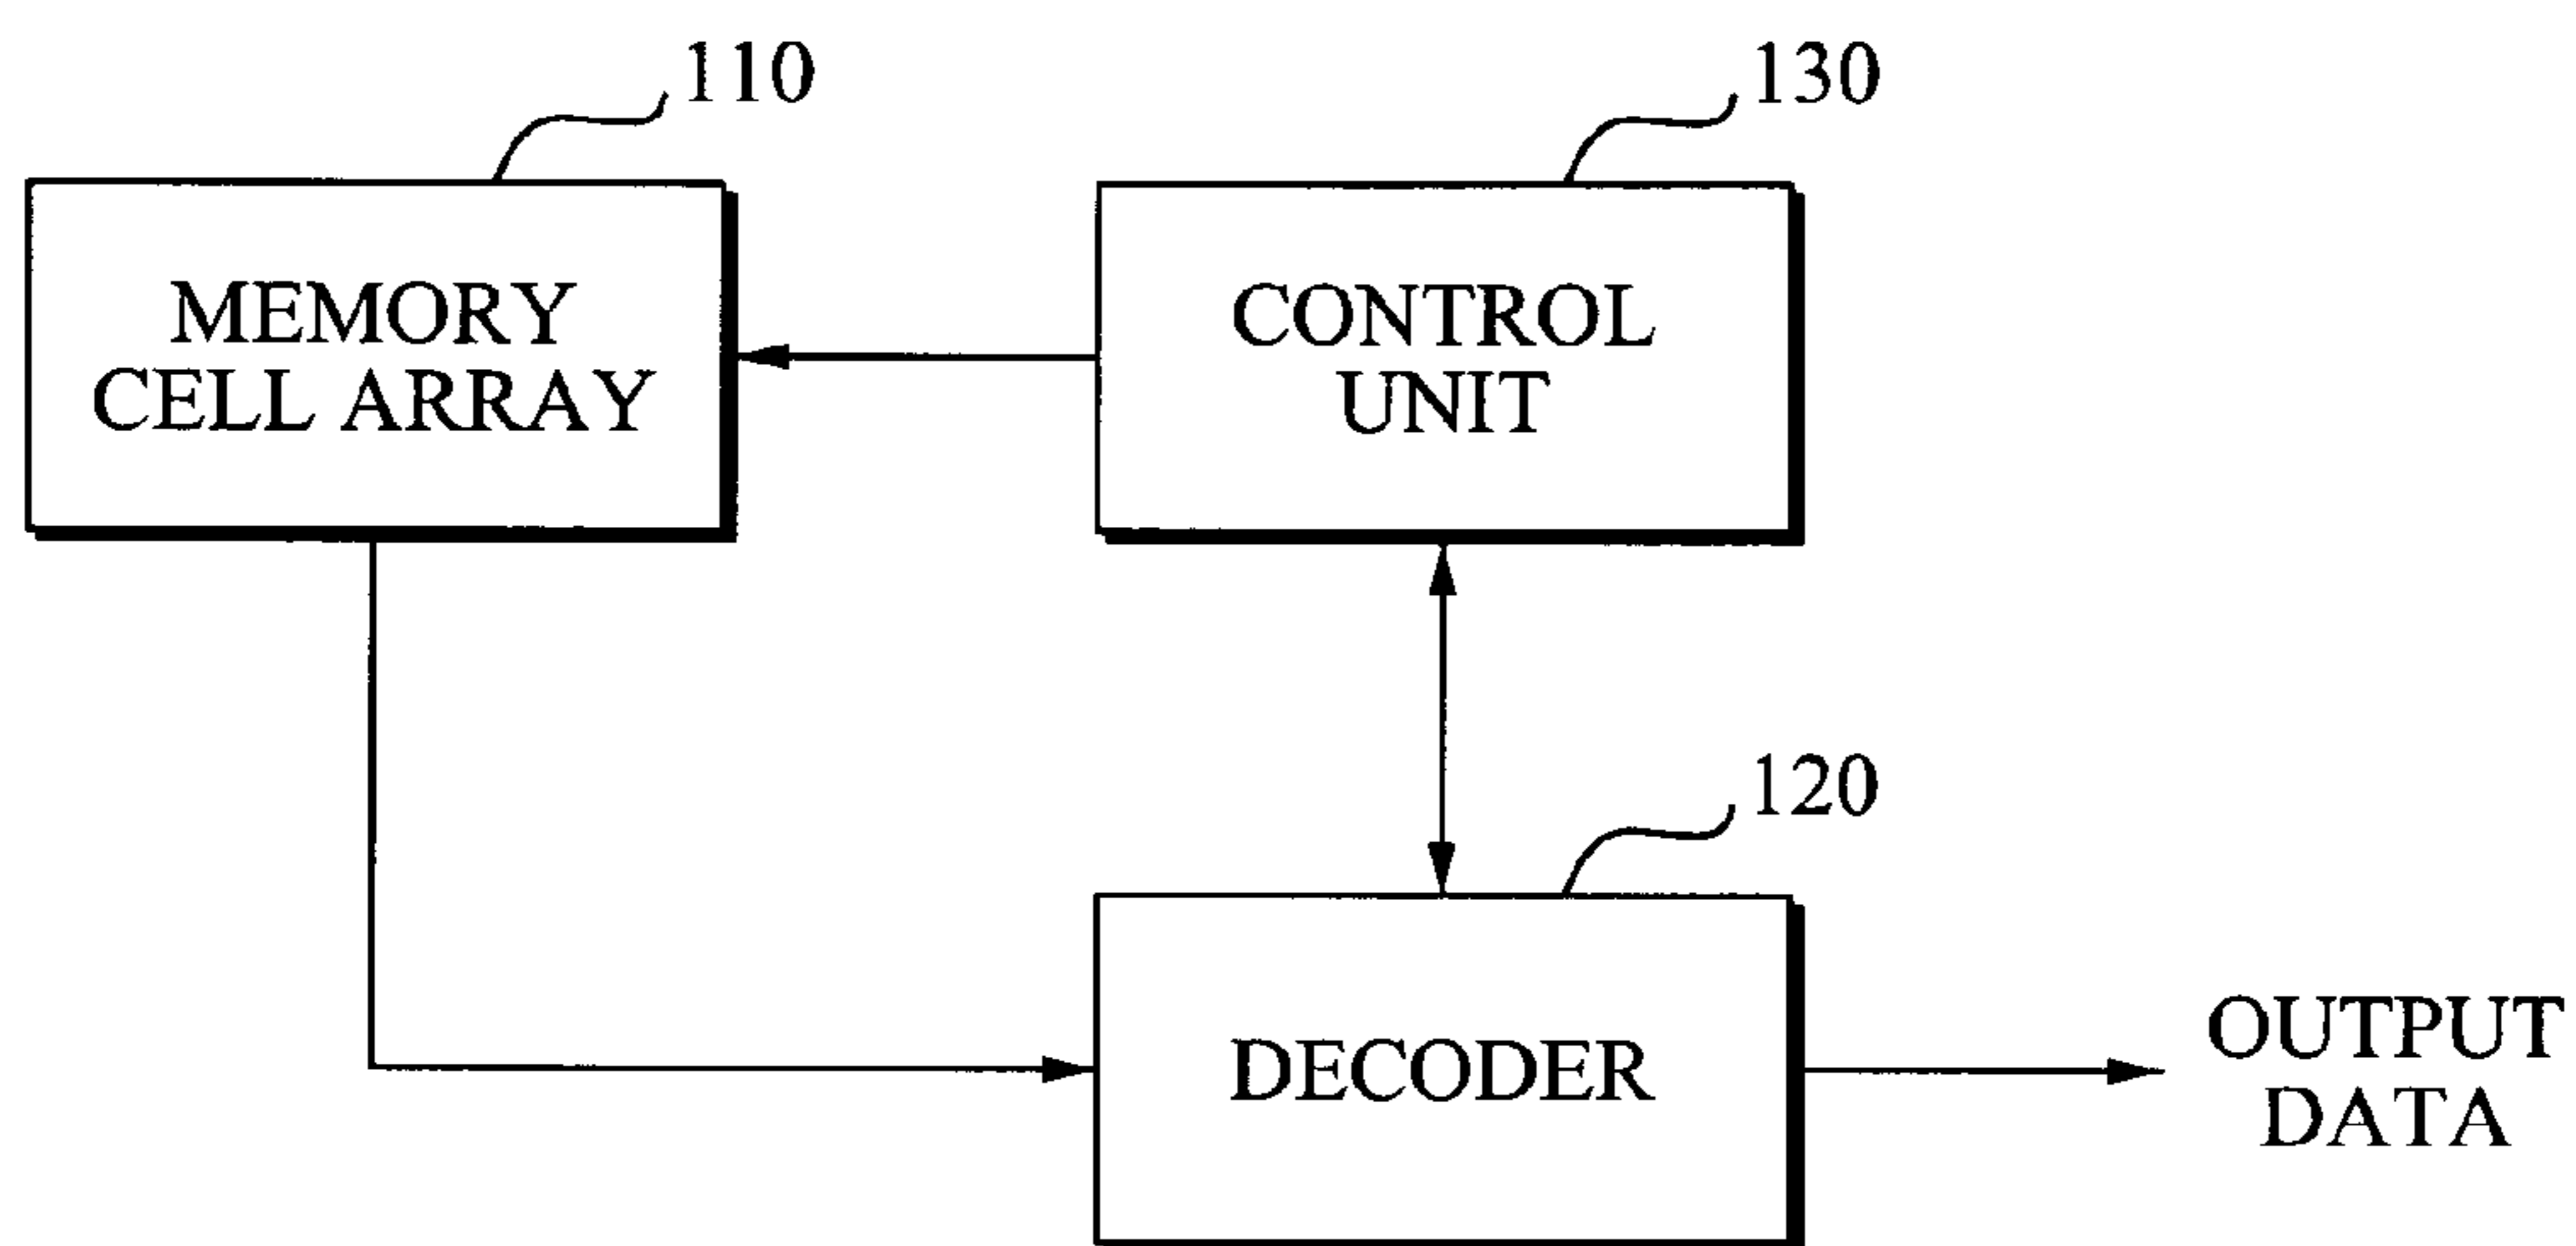 110
130
MEMORY
CELL ARRAY
CONTROL
UNIT
120
DECODER
OUTPUT
DATA